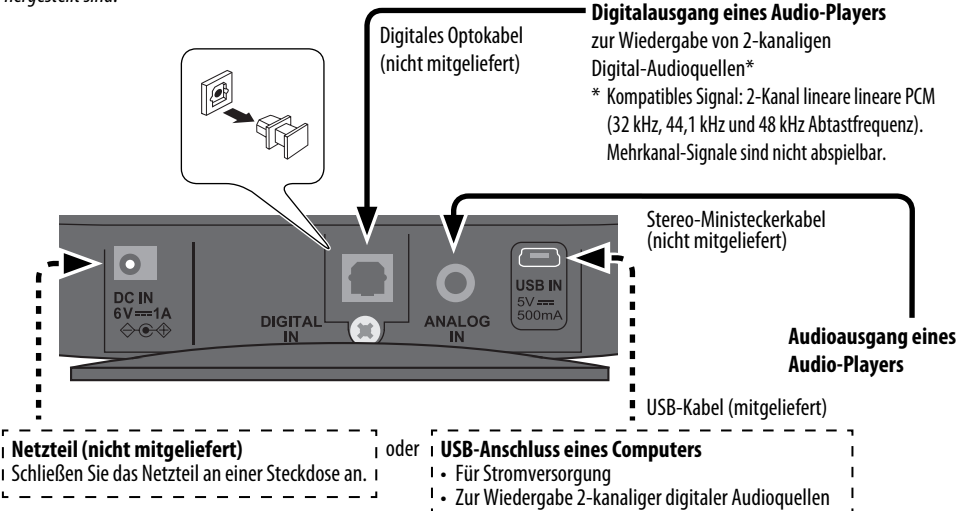 hergestellt sind.
Digitales Optokabel
(nicht mitgeliefert)
Digitalausgang eines Audio-Players
zur Wiedergabe von 2-kanaligen
Digital-Audioquellen*
* Kompatibles Signal: 2-Kanal lineare lineare PCM
(32 kHz, 44,1 kHz und 48 kHz Abtastfrequenz).
Mehrkanal-Signale sind nicht abspielbar.
Stereo-Ministeckerkabel
(nicht mitgeliefert)
DC IN
6V⎓1A
DIGITAL
IN
ANALOG
IN
USB IN
5V⎓
500mA
Audioausgang eines
Audio-Players
USB-Kabel (mitgeliefert)
Netzteil (nicht mitgeliefert)
Schließen Sie das Netzteil an einer Steckdose an.
oder
USB-Anschluss eines Computers
• Für Stromversorgung
• Zur Wiedergabe 2-kanaliger digitaler Audioquellen